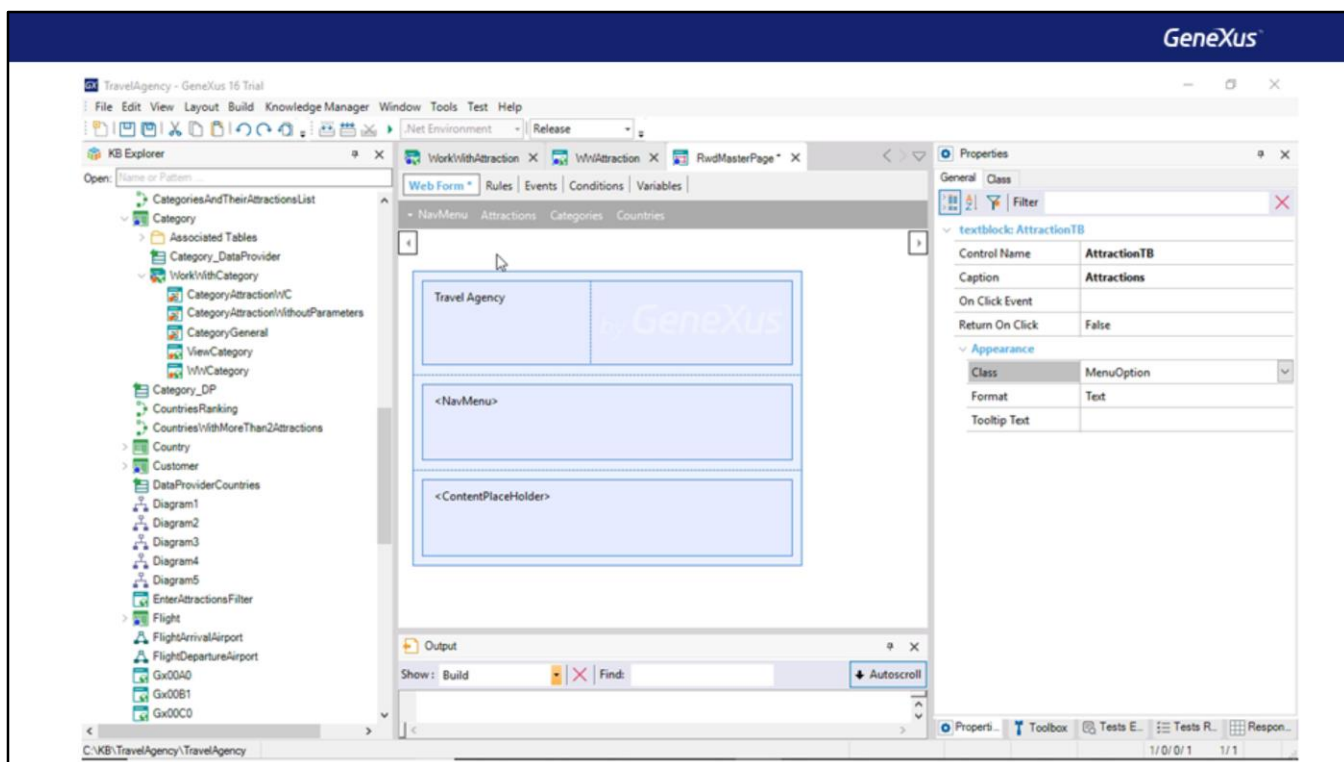 GeneXus™
GX TravelAgency - GeneXus 16 Trial
File Edit View Layout Build Knowledge Manager Window Tools Test Help
.Net Environment Release
KB Explorer
Open: Name or Pattern ...
CategoriesAndTheirAttractionsList
Category
Associated Tables
Category_DataProvider
WorkWithCategory
CategoryAttractionWC
CategoryAttractionWithoutParameters
CategoryGeneral
ViewCategory
WWCategory
Category_DP
CountriesRanking
CountriesWithMoreThan2Attractions
Country
Customer
DataProviderCountries
Diagram1
Diagram2
Diagram3
Diagram4
Diagram5
EnterAttractionsFilter
Flight
FlightArrivalAirport
FlightDepartureAirport
Gx00A0
Gx00B1
Gx00C0
WorkWithAttraction WWAttraction RwdMasterPage *
Web Form * Rules Events Conditions Variables
NavMenu Attractions Categories Countries
Travel Agency
by GeneXus
<NavMenu>
<ContentPlaceHolder>
Output
Show: Build Find: Autoscroll
Properties
General Class
Filter
textblock: AttractionTB
Control Name AttractionTB
Caption Attractions
On Click Event
Return On Click False
Appearance
Class MenuOption
Format Text
Tooltip Text
Properti... Toolbox Tests E... Tests R... Respon...
C:\KB\TravelAgency\TravelAgency 1/0/0/1 1/1